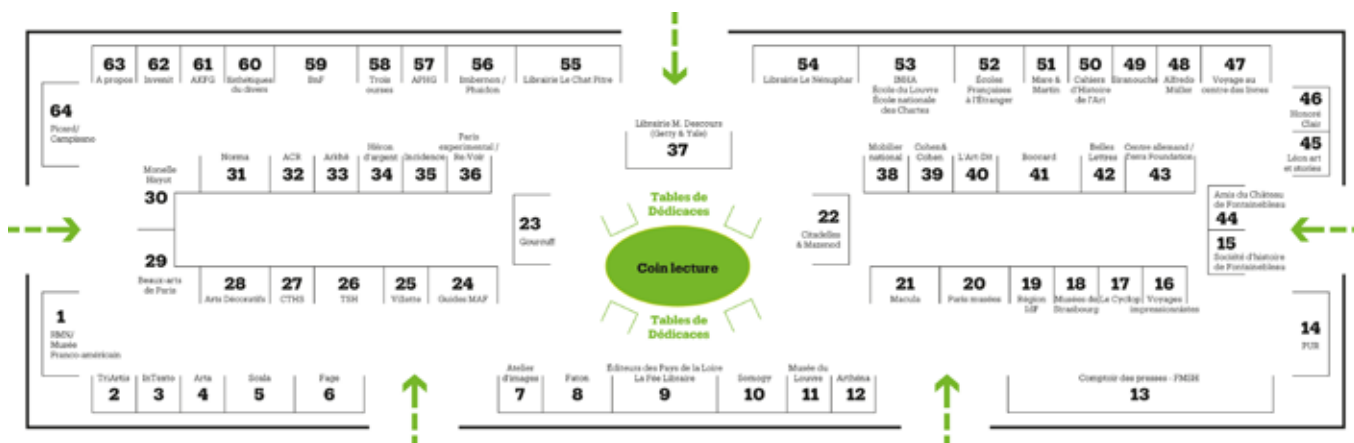 63
A propos
62
Invenit
61
AKFG
60
Esthétiques
du divers
59
BnF
58
Trois
ourses
57
APHG
56
Imbernon /
Phaidon
55
Librairie Le Chat Pitre
54
Librairie Le Nénuphar
53
INHA
École du Louvre
École nationale
des Chartes
52
Écoles
Françaises
à l'Étranger
51
Mare &
Martin
50
Cahiers
d'Histoire
de l'Art
49
Eiranouché
48
Alfredo
Müller
47
Voyage au
centre des livres
64
Picard/
Campisano
46
Honoré
Clair
45
Léon art
et stories
Monelle
Hayot
30
Norma
31
ACR
32
Arkhê
33
Héron
d'argent
34
Incidence
35
Paris
experimental /
Re-Voir
36
Librairie M. Descours
(Getty & Yale)
37
Mobilier
national
38
Cohen&
Cohen
39
L'Art-Dit
40
Boccard
41
Belles
Lettres
42
Centre allemand /
Terra Foundation
43
Tables de
Dédicaces
23
Gourcuff
22
Citadelles
& Mazenod
Amis du Château
de Fontainebleau
44
15
Société d'histoire
de Fontainebleau
Coin lecture
29
Beaux-arts
de Paris
28
Arts Décoratifs
27
CTHS
26
TSH
25
Villette
24
Guides MAF
21
Macula
20
Paris musées
19
Région
IdF
18
Musées de
Strasbourg
17
Le Cyclop
16
Voyages
impressionnistes
Tables de
Dédicaces
1
RMN/
Musée
Franco-américain
14
PUR
TriArtis
2
InTexte
3
Arta
4
Scala
5
Fage
6
Atelier
d'images
7
Faton
8
Éditeurs des Pays de la Loire
La Fée Libraire
9
Somogy
10
Musée du
Louvre
11
Arthéna
12
Comptoir des presses - FMSH
13